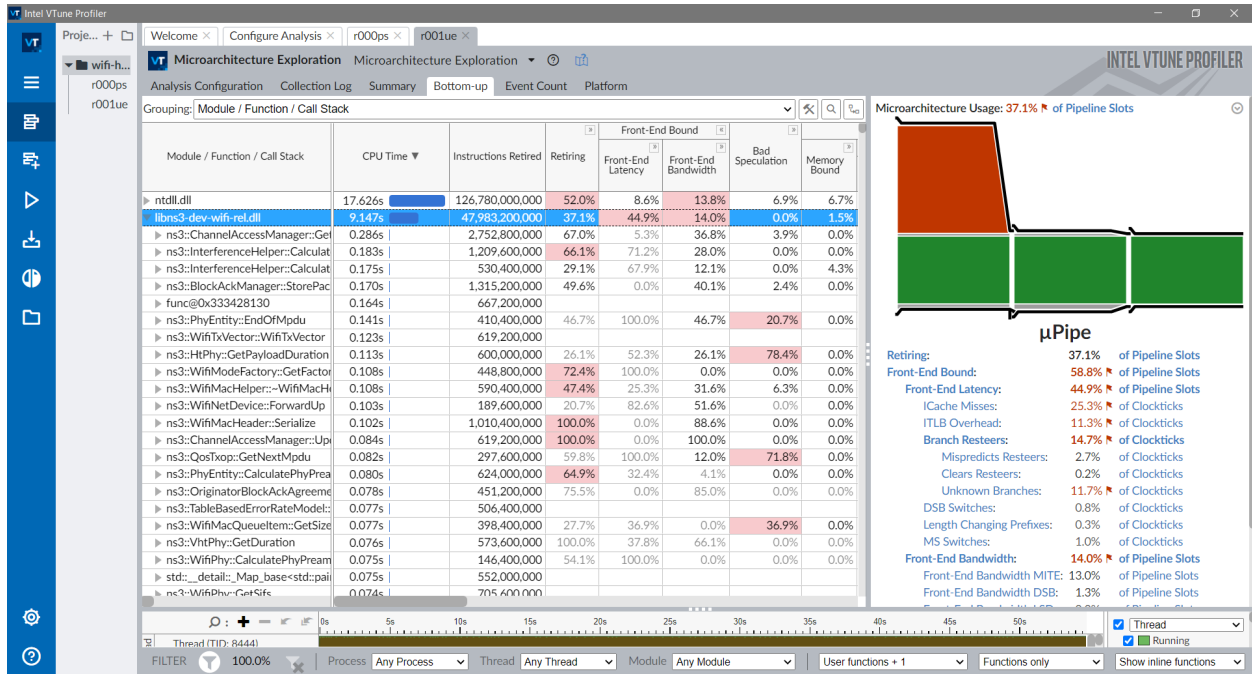 Intel VTune Profiler
Proje...
wifi-h...
r000ps
r001ue
Welcome × Configure Analysis × r000ps × r001ue ×
Microarchitecture Exploration Microarchitecture Exploration
INTEL VTUNE PROFILER
Analysis Configuration Collection Log Summary Bottom-up Event Count Platform
Grouping: Module / Function / Call Stack
Module / Function / Call Stack CPU Time ▼ Instructions Retired Retiring Front-End Bound Front-End Latency Front-End Bandwidth Bad Speculation Memory Bound
ntdll.dll 17.626s 126,780,000,000 52.0% 8.6% 13.8% 6.9% 6.7%
libns3-dev-wifi-rel.dll 9.147s 47,983,200,000 37.1% 44.9% 14.0% 0.0% 1.5%
ns3::ChannelAccessManager::Get 0.286s 2,752,800,000 67.0% 5.3% 36.8% 3.9% 0.0%
ns3::InterferenceHelper::Calculat 0.183s 1,209,600,000 66.1% 71.2% 28.0% 0.0% 0.0%
ns3::InterferenceHelper::Calculat 0.175s 530,400,000 29.1% 67.9% 12.1% 0.0% 4.3%
ns3::BlockAckManager::StorePac 0.170s 1,315,200,000 49.6% 0.0% 40.1% 2.4% 0.0%
func@0x333428130 0.164s 667,200,000
ns3::PhyEntity::EndOfMpdu 0.141s 410,400,000 46.7% 100.0% 46.7% 20.7% 0.0%
ns3::WifiTxVector::WifiTxVector 0.123s 619,200,000
ns3::HtPhy::GetPayloadDuration 0.113s 600,000,000 26.1% 52.3% 26.1% 78.4% 0.0%
ns3::WifiModeFactory::GetFactor 0.108s 448,800,000 72.4% 100.0% 0.0% 0.0% 0.0%
ns3::WifiMacHelper::~WifiMacHe 0.108s 590,400,000 47.4% 25.3% 31.6% 6.3% 0.0%
ns3::WifiNetDevice::ForwardUp 0.103s 189,600,000 20.7% 82.6% 51.6% 0.0% 0.0%
ns3::WifiMacHeader::Serialize 0.102s 1,010,400,000 100.0% 0.0% 88.6% 0.0% 0.0%
ns3::ChannelAccessManager::Up 0.084s 619,200,000 100.0% 0.0% 100.0% 0.0% 0.0%
ns3::QosTxop::GetNextMpdu 0.082s 297,600,000 59.8% 100.0% 12.0% 71.8% 0.0%
ns3::PhyEntity::CalculatePhyPrea 0.080s 624,000,000 64.9% 32.4% 4.1% 0.0% 0.0%
ns3::OriginatorBlockAckAgreeme 0.078s 451,200,000 75.5% 0.0% 85.0% 0.0% 0.0%
ns3::TableBasedErrorRateModel:: 0.077s 506,400,000
ns3::WifiMacQueueItem::GetSize 0.077s 398,400,000 27.7% 36.9% 0.0% 36.9% 0.0%
ns3::VhtPhy::GetDuration 0.076s 573,600,000 100.0% 37.8% 66.1% 0.0% 0.0%
ns3::WifiPhy::CalculatePhyPream 0.075s 146,400,000 54.1% 100.0% 0.0% 0.0% 0.0%
std::__detail::_Map_base<std::pai 0.075s 552,000,000
ns3::WifiPhy::GetSifs 0.074s 705,600,000
Microarchitecture Usage: 37.1% of Pipeline Slots
µPipe
Retiring: 37.1% of Pipeline Slots
Front-End Bound: 58.8% of Pipeline Slots
Front-End Latency: 44.9% of Pipeline Slots
ICache Misses: 25.3% of Clockticks
ITLB Overhead: 11.3% of Clockticks
Branch Resteers: 14.7% of Clockticks
Mispredicts Resteers: 2.7% of Clockticks
Clears Resteers: 0.2% of Clockticks
Unknown Branches: 11.7% of Clockticks
DSB Switches: 0.8% of Clockticks
Length Changing Prefixes: 0.3% of Clockticks
MS Switches: 1.0% of Clockticks
Front-End Bandwidth: 14.0% of Pipeline Slots
Front-End Bandwidth MITE: 13.0% of Pipeline Slots
Front-End Bandwidth DSB: 1.3% of Pipeline Slots
0s 5s 10s 15s 20s 25s 30s 35s 40s 45s 50s
Thread (TID: 8444)
Thread
Running
FILTER 100.0% Process Any Process Thread Any Thread Module Any Module User functions + 1 Functions only Show inline functions